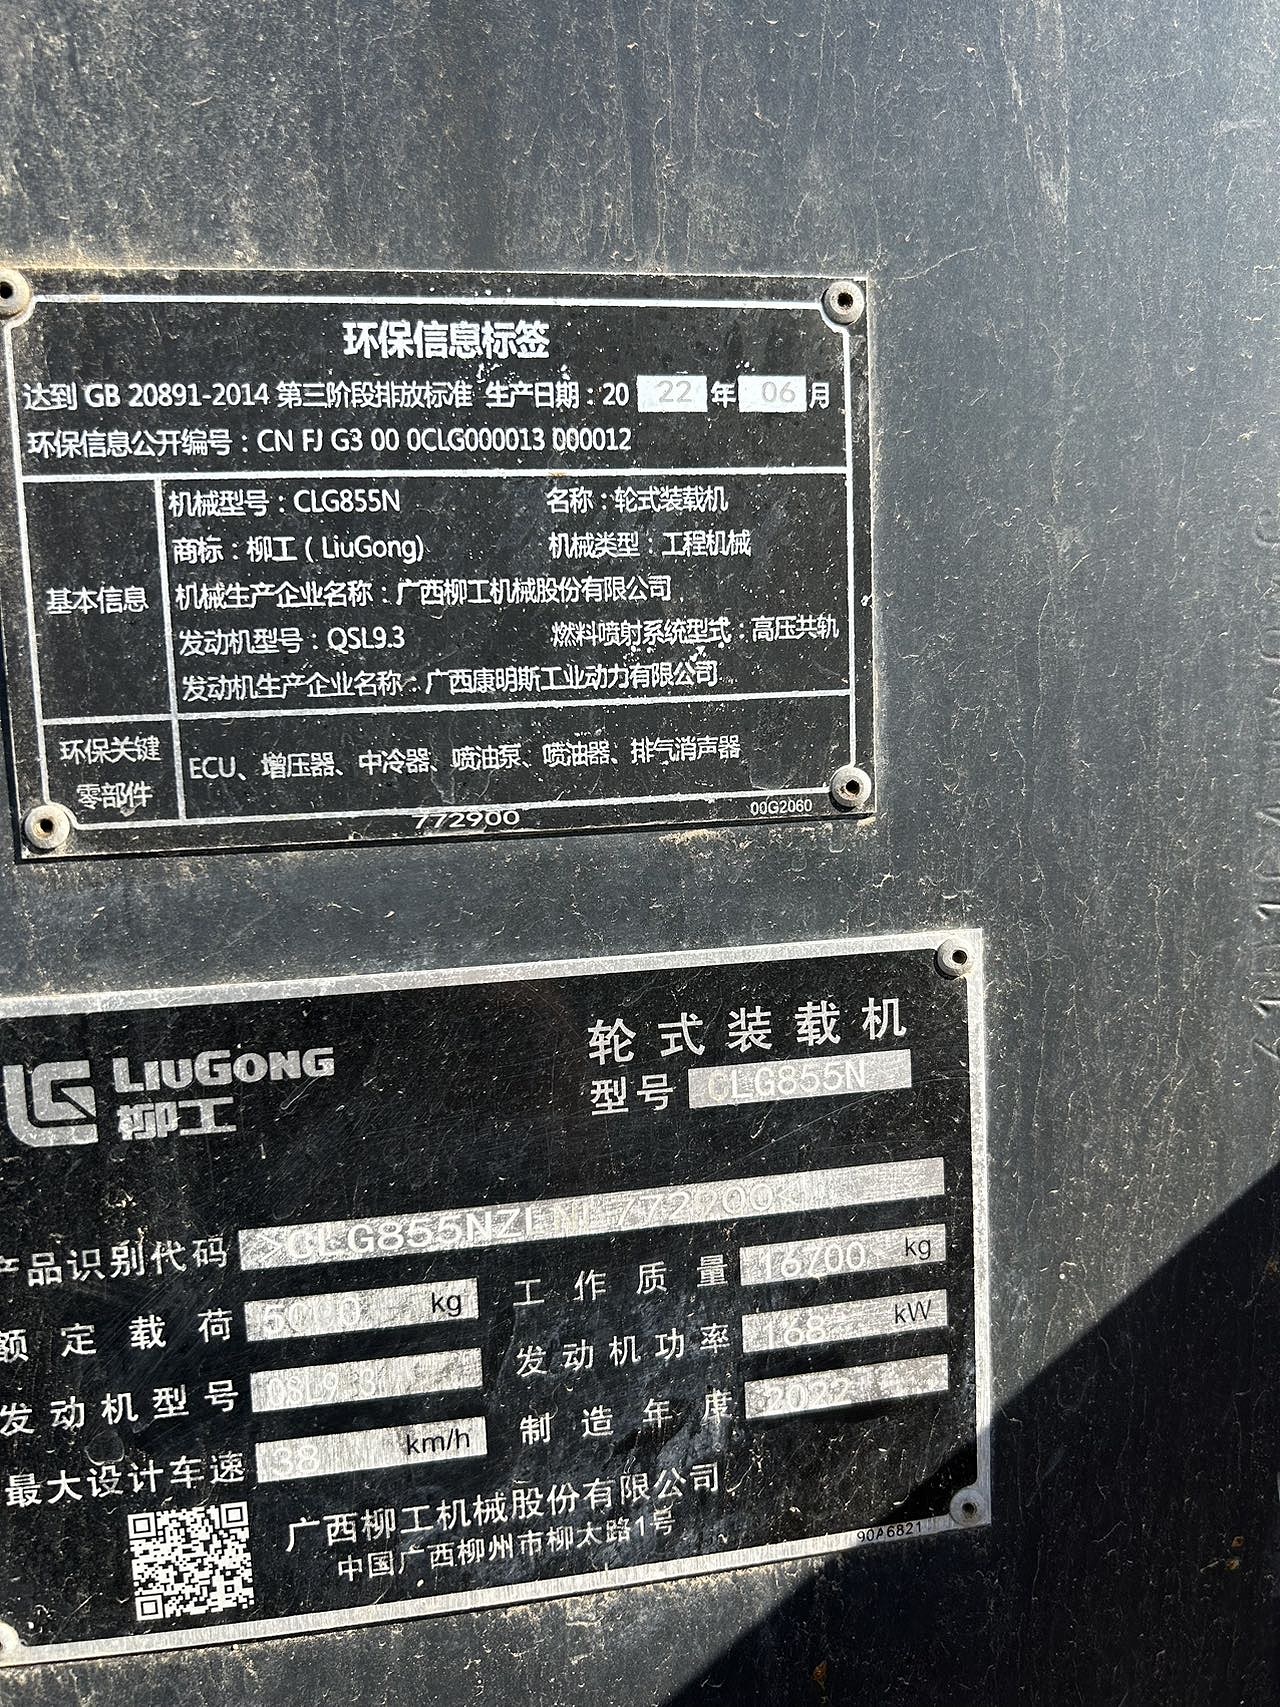 环保信息标签
达到 GB 20891-2014 第三阶段排放标准 生产日期：20 22 年 06 月
环保信息公开编号：CN FJ G3 00 0CLG000013 000012
基本信息
机械型号：CLG855N 名称：轮式装载机
商标：柳工（LiuGong) 机械类型：工程机械
机械生产企业名称：广西柳工机械股份有限公司
发动机型号：QSL9.3 燃料喷射系统型式：高压共轨
发动机生产企业名称：广西康明斯工业动力有限公司
环保关键
零部件
ECU、增压器、中冷器、喷油泵、喷油器、排气消声器
772900 00G2060
LG LIUGONG
柳工
轮式装载机
型号 CLG855N
产品识别代码
额定载荷 5000 kg 工作质量 16700 kg
发动机型号 QSL9.3 发动机功率 168 kW
最大设计车速 38 km/h 制造年度 2022
广西柳工机械股份有限公司
中国广西柳州市柳太路1号
90A6821